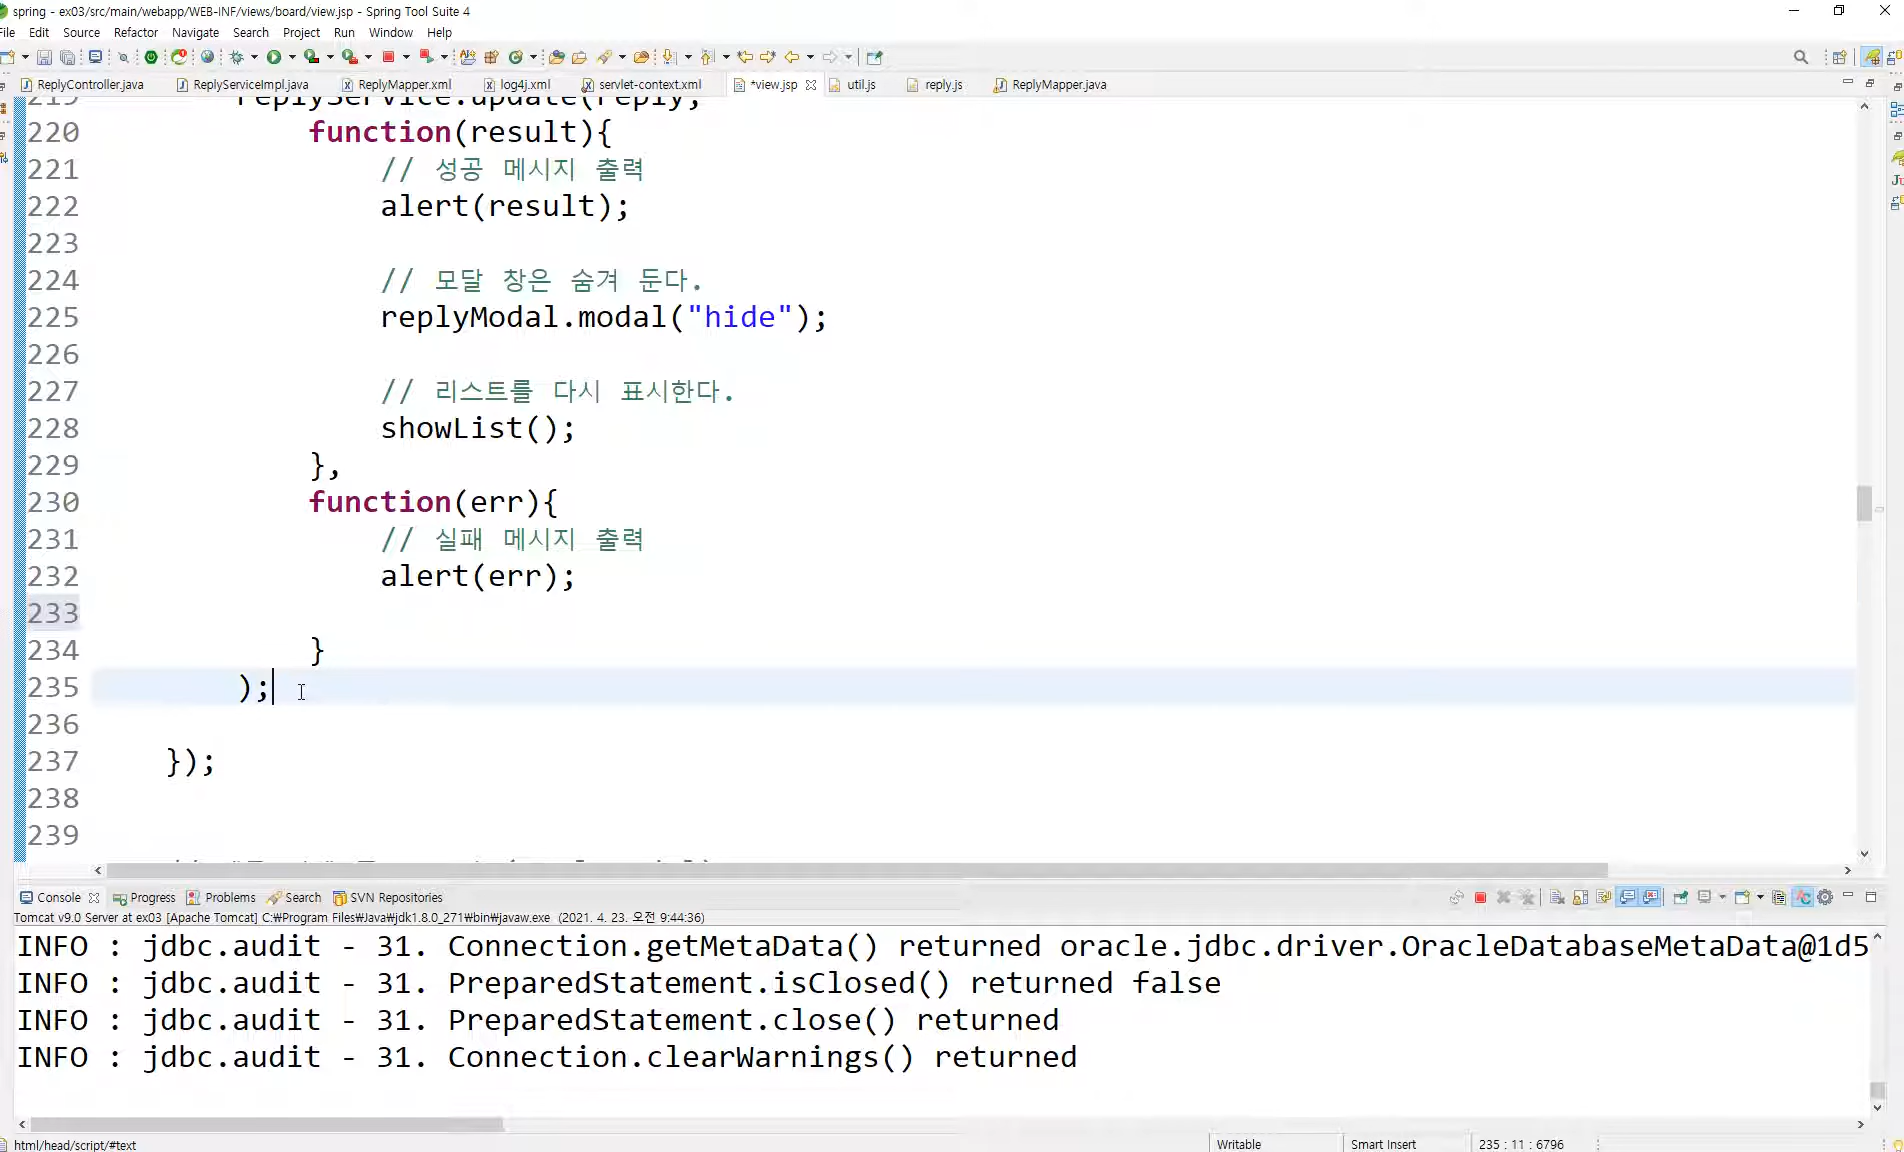 spring - ex03/src/main/webapp/WEB-INF/views/board/view.jsp - Spring Tool Suite 4
File Edit Source Refactor Navigate Search Project Run Window Help
ReplyController.java ReplyServiceImpl.java ReplyMapper.xml log4j.xml servlet-context.xml *view.jsp util.js reply.js ReplyMapper.java
219 replyService.update(reply,
220 function(result){
221 // 성공 메시지 출력
222 alert(result);
223
224 // 모달 창은 숨겨 둔다.
225 replyModal.modal("hide");
226
227 // 리스트를 다시 표시한다.
228 showList();
229 },
230 function(err){
231 // 실패 메시지 출력
232 alert(err);
233
234 }
235 );
236
237 });
238
239
Console Progress Problems Search SVN Repositories
Tomcat v9.0 Server at ex03 [Apache Tomcat] C:₩Program Files₩Java₩jdk1.8.0_271₩bin₩javaw.exe (2021. 4. 23. 오전 9:44:36)
INFO : jdbc.audit - 31. Connection.getMetaData() returned oracle.jdbc.driver.OracleDatabaseMetaData@1d5
INFO : jdbc.audit - 31. PreparedStatement.isClosed() returned false
INFO : jdbc.audit - 31. PreparedStatement.close() returned
INFO : jdbc.audit - 31. Connection.clearWarnings() returned
html/head/script/#text Writable Smart Insert 235 : 11 : 6796